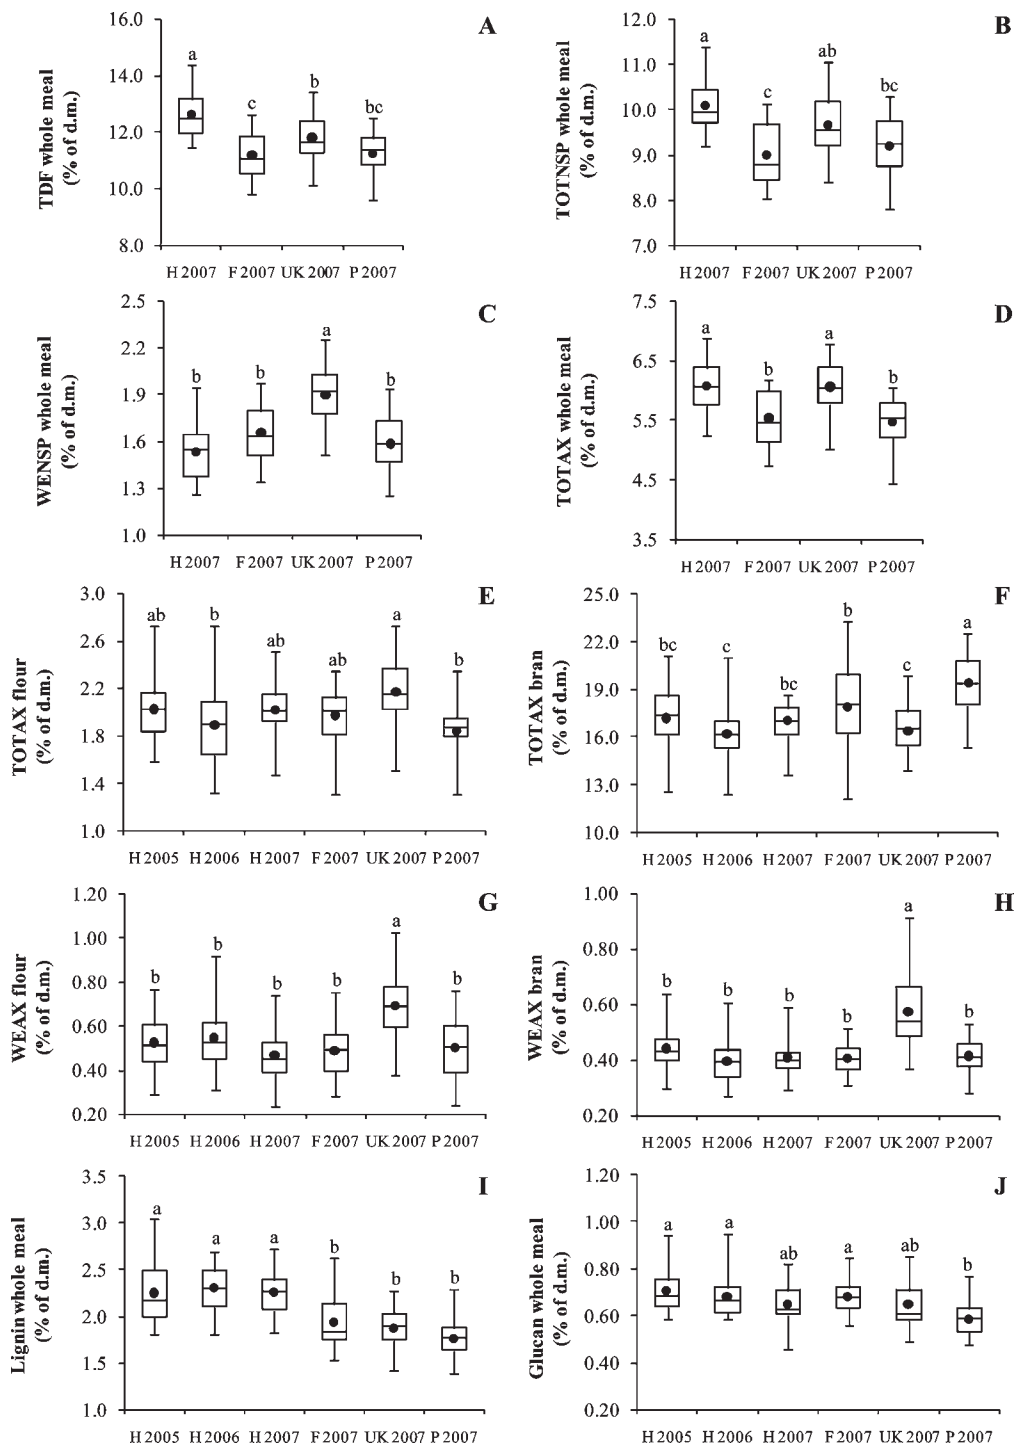 A
TDF whole meal
(% of d.m.)
16.0
14.0
12.0
10.0
8.0
a
c
b
bc
H 2007 F 2007 UK 2007 P 2007
B
TOTNSP whole meal
(% of d.m.)
12.0
11.0
10.0
9.0
8.0
7.0
a
c
ab
bc
H 2007 F 2007 UK 2007 P 2007
C
WENSP whole meal
(% of d.m.)
2.5
2.2
1.9
1.6
1.3
1.0
b
b
a
b
H 2007 F 2007 UK 2007 P 2007
D
TOTAX whole meal
(% of d.m.)
7.5
6.5
5.5
4.5
3.5
a
b
a
b
H 2007 F 2007 UK 2007 P 2007
E
TOTAX flour
(% of d.m.)
3.0
2.6
2.2
1.8
1.4
1.0
ab
b
ab
ab
a
b
H 2005 H 2006 H 2007 F 2007 UK 2007 P 2007
F
TOTAX bran
(% of d.m.)
25.0
22.0
19.0
16.0
13.0
10.0
bc
c
bc
b
c
a
H 2005 H 2006 H 2007 F 2007 UK 2007 P 2007
G
WEAX flour
(% of d.m.)
1.20
1.00
0.80
0.60
0.40
0.20
b
b
b
b
a
b
H 2005 H 2006 H 2007 F 2007 UK 2007 P 2007
H
WEAX bran
(% of d.m.)
1.00
0.80
0.60
0.40
0.20
b
b
b
b
a
b
H 2005 H 2006 H 2007 F 2007 UK 2007 P 2007
I
Lignin whole meal
(% of d.m.)
3.5
3.0
2.5
2.0
1.5
1.0
a
a
a
b
b
b
H 2005 H 2006 H 2007 F 2007 UK 2007 P 2007
J
Glucan whole meal
(% of d.m.)
1.20
1.00
0.80
0.60
0.40
0.20
a
a
ab
a
ab
b
H 2005 H 2006 H 2007 F 2007 UK 2007 P 2007